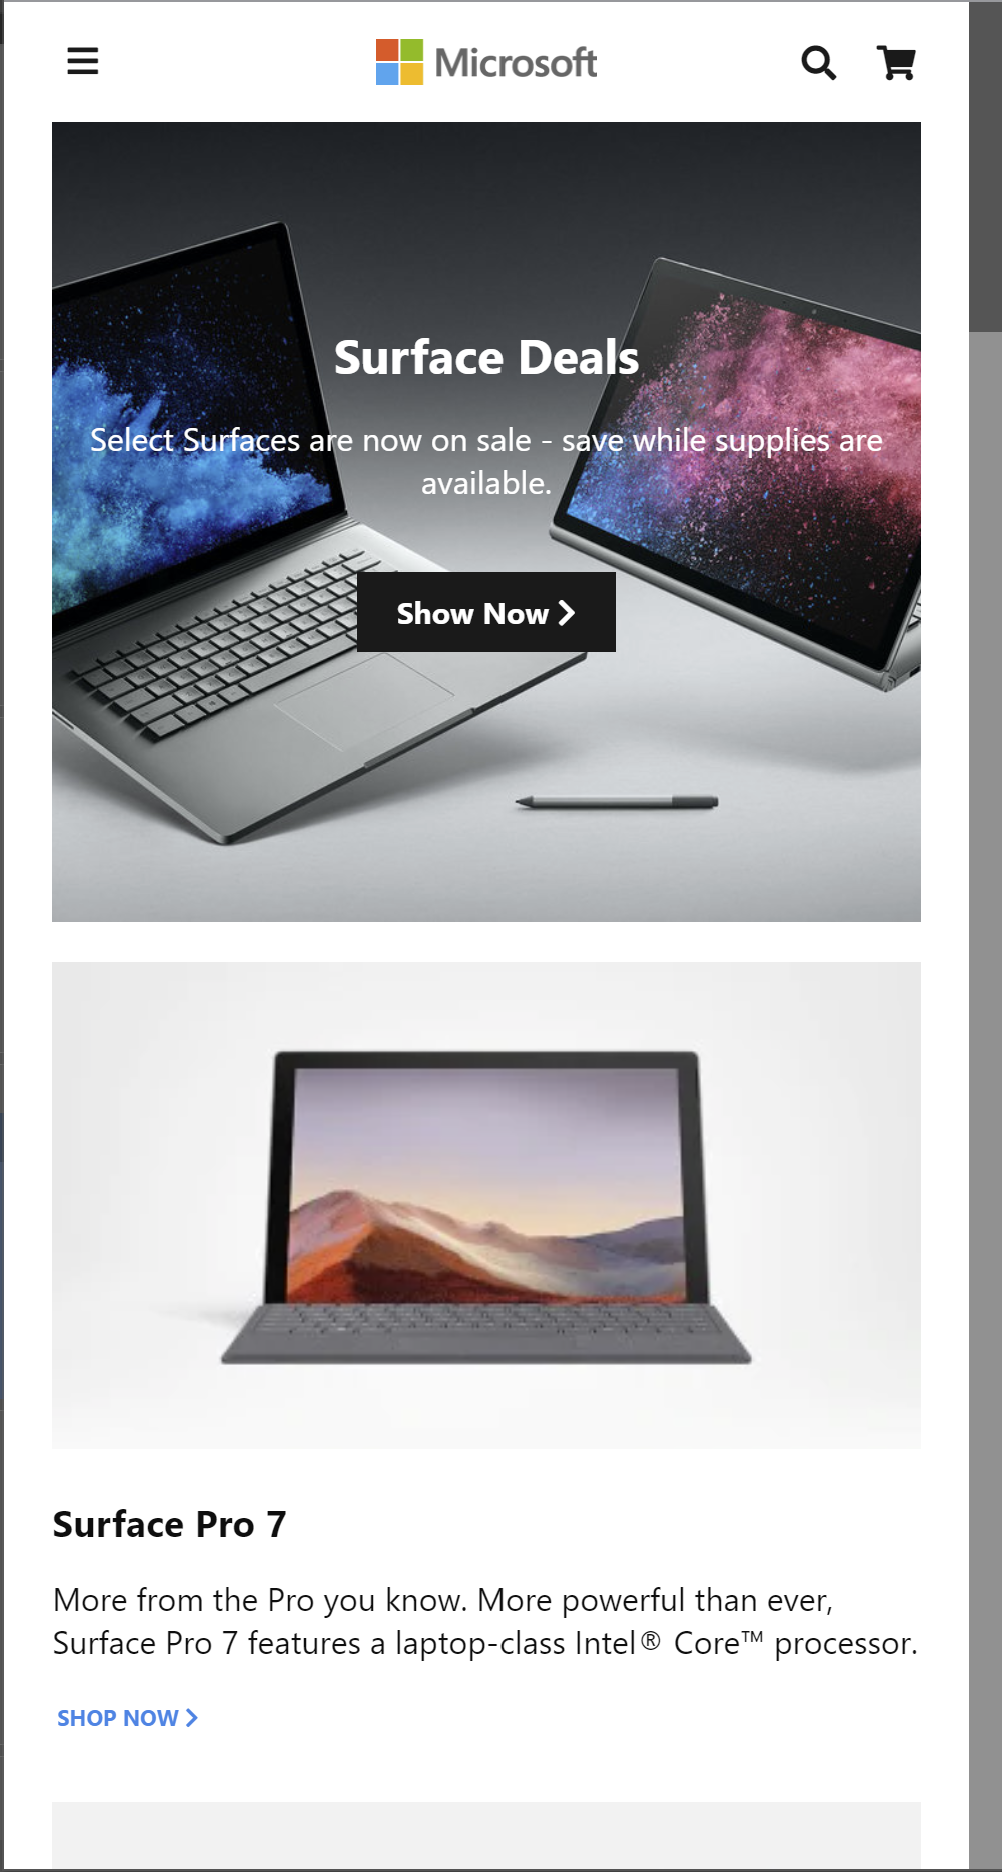 Microsoft
Surface Deals
Select Surfaces are now on sale - save while supplies are
available.
Show Now
Surface Pro 7
More from the Pro you know. More powerful than ever,
Surface Pro 7 features a laptop-class Intel® Core™ processor.
SHOP NOW